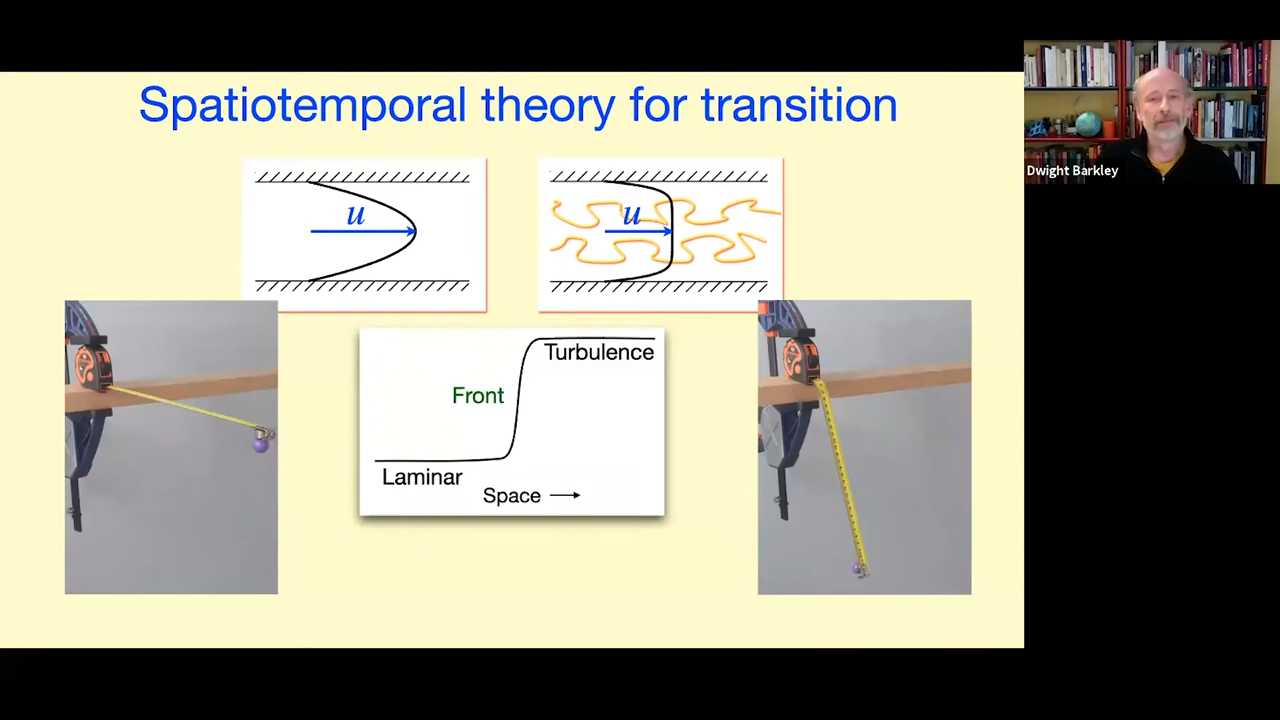 Spatiotemporal theory for transition
Dwight Barkley
u
u
Turbulence
Front
Laminar
Space →